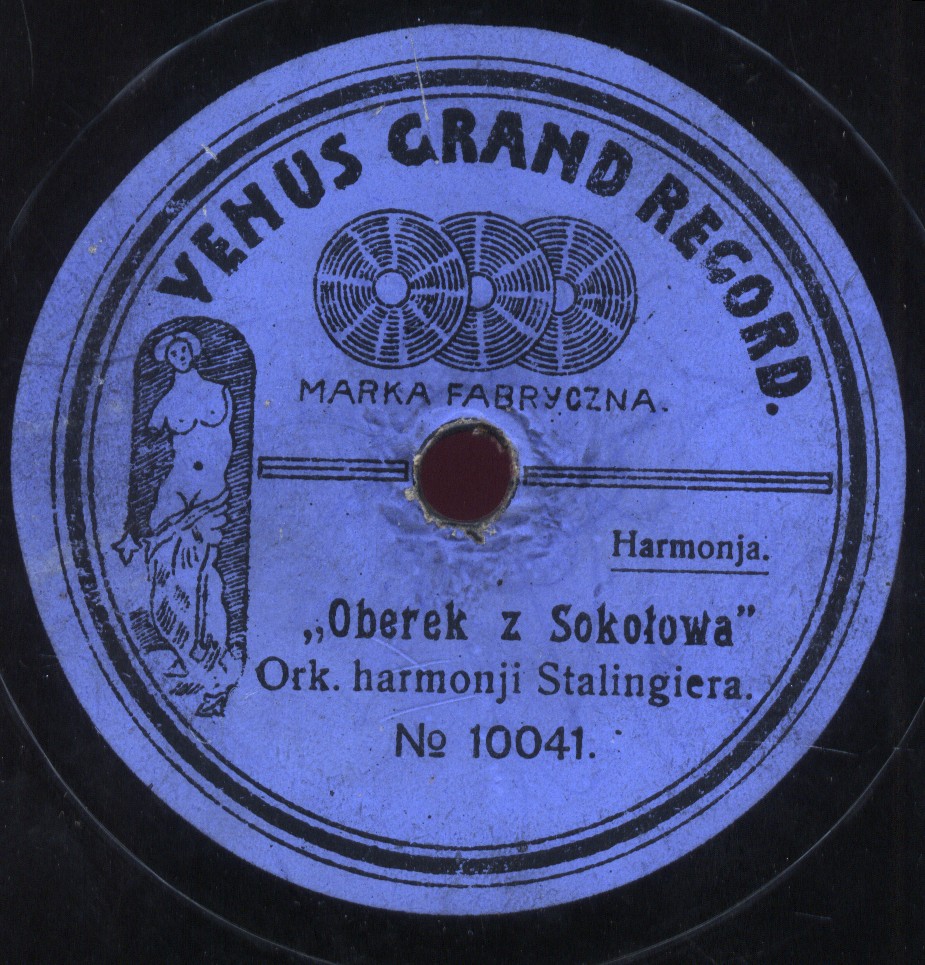 VENUS GRAND RECORD.
MARKA FABRYCZNA.
Harmonja.
„Oberek z Sokołowa”
Ork. harmonji Stalingiera.
№ 10041.